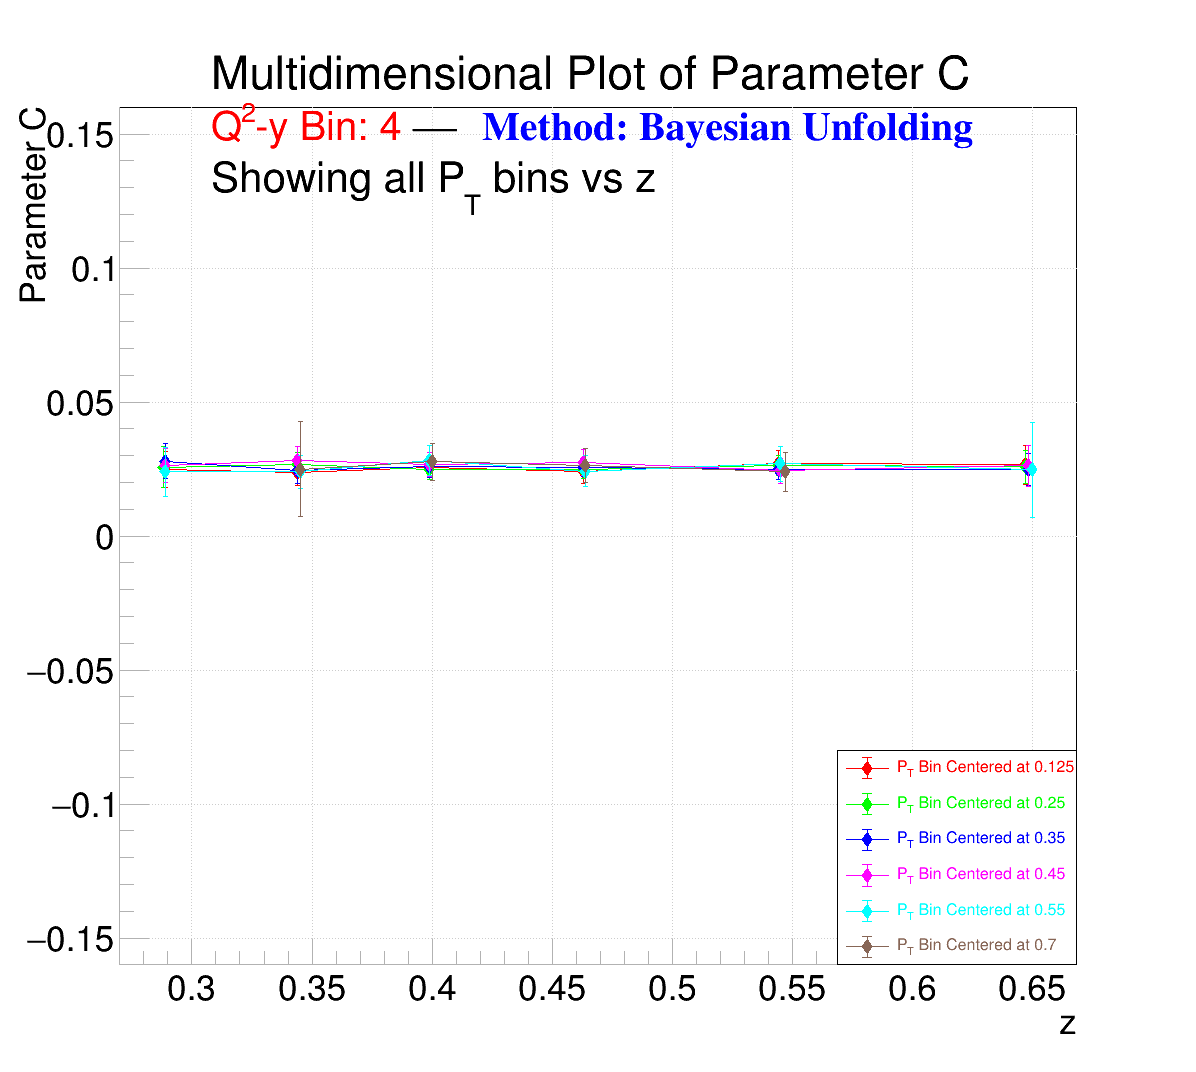 Multidimensional Plot of Parameter C
Q2-y Bin: 4 — Method: Bayesian Unfolding
Showing all PT bins vs z
Parameter C
0.15
0.1
0.05
0
−0.05
−0.1
−0.15
PT Bin Centered at 0.125
PT Bin Centered at 0.25
PT Bin Centered at 0.35
PT Bin Centered at 0.45
PT Bin Centered at 0.55
PT Bin Centered at 0.7
0.3 0.35 0.4 0.45 0.5 0.55 0.6 0.65
z